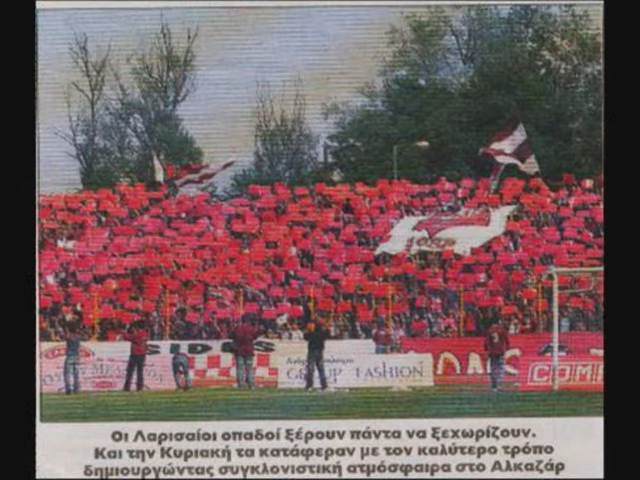 GROUP FASHION
Οι Λαρισαίοι οπαδοί ξέρουν πάντα να ξεχωρίζουν.
Και την Κυριακή τα κατάφεραν με τον καλύτερο τρόπο
δημιουργώντας συγκλονιστική ατμόσφαιρα στο Αλκαζάρ